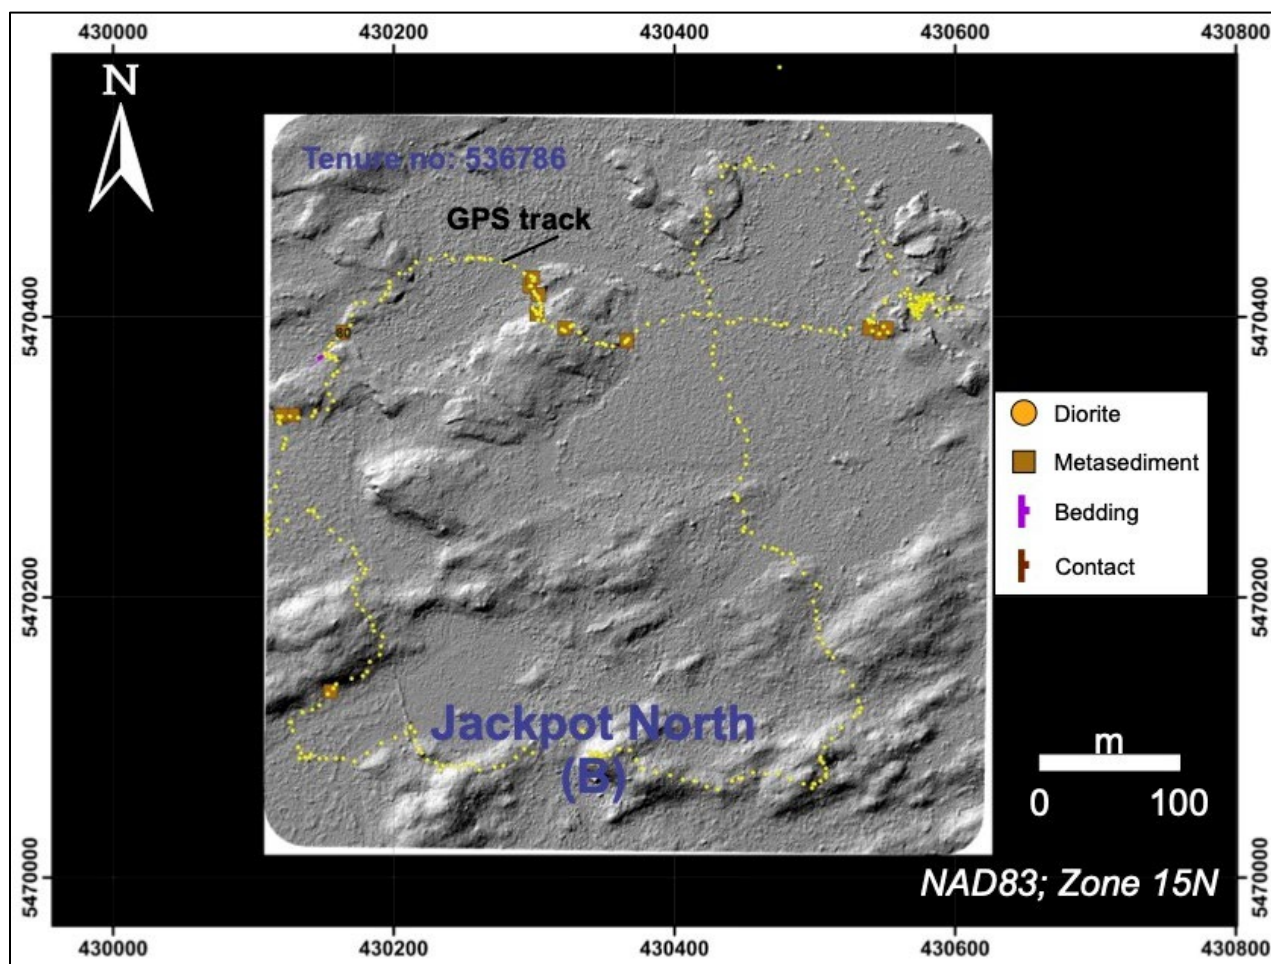 430000 430200 430400 430600 430800
N
Tenure no: 536786
GPS track
5470400 5470400
80
Diorite
Metasediment
Bedding
Contact
5470200 5470200
Jackpot North
(B)
m
0 100
5470000 5470000
NAD83; Zone 15N
430000 430200 430400 430600 430800